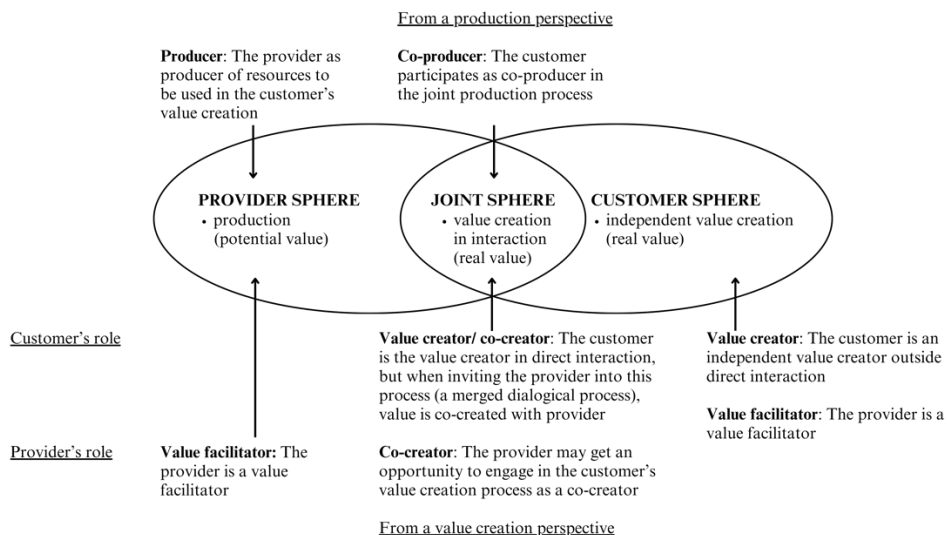 From a production perspective
Producer: The provider as
producer of resources to
be used in the customer's
value creation
Co-producer: The customer
participates as co-producer in
the joint production process
PROVIDER SPHERE
• production
(potential value)
JOINT SPHERE
• value creation
in interaction
(real value)
CUSTOMER SPHERE
• independent value creation
(real value)
Customer's role
Value creator/ co-creator: The customer
is the value creator in direct interaction,
but when inviting the provider into this
process (a merged dialogical process),
value is co-created with provider
Value creator: The customer is an
independent value creator outside
direct interaction
Value facilitator: The provider is a
value facilitator
Provider's role
Value facilitator: The
provider is a value
facilitator
Co-creator: The provider may get an
opportunity to engage in the customer's
value creation process as a co-creator
From a value creation perspective